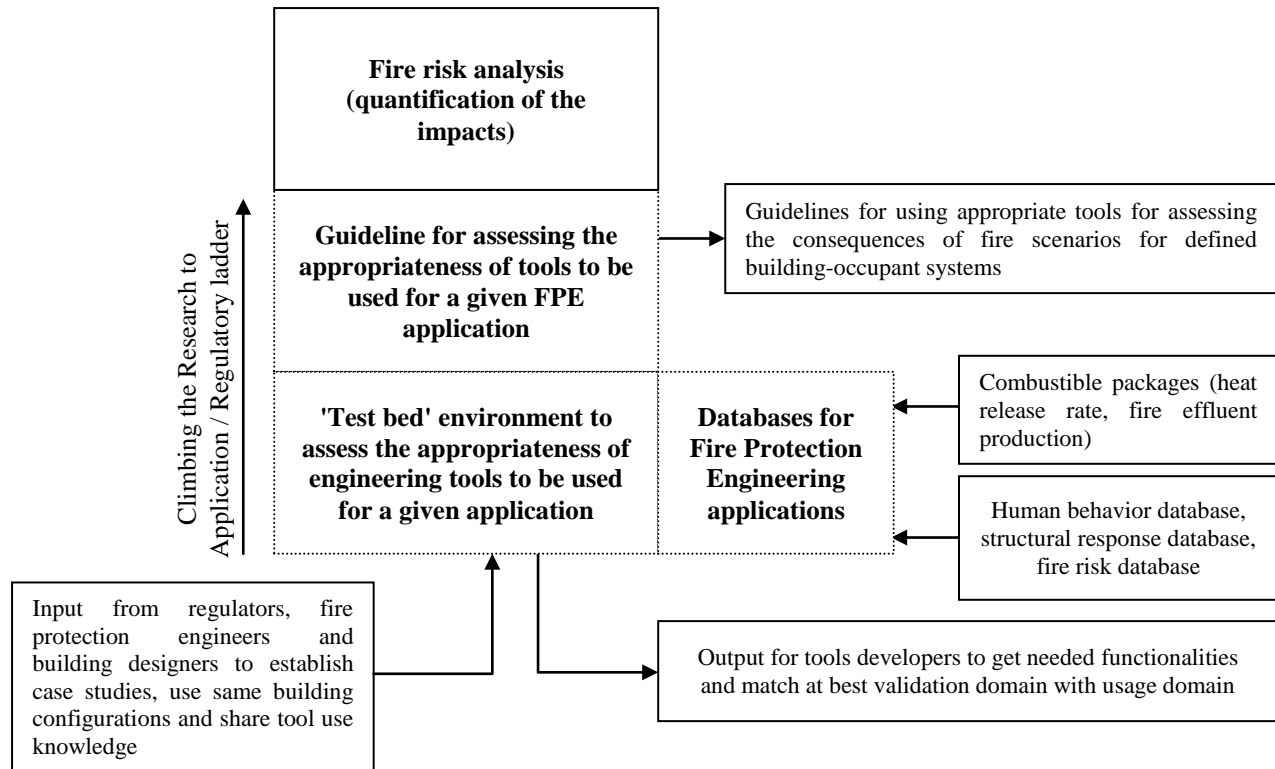 Fire risk analysis
(quantification of the
impacts)
Climbing the Research to
Application / Regulatory ladder
Guideline for assessing the
appropriateness of tools to be
used for a given FPE
application
Guidelines for using appropriate tools for assessing
the consequences of fire scenarios for defined
building-occupant systems
'Test bed' environment to
assess the appropriateness of
engineering tools to be used
for a given application
Databases for
Fire Protection
Engineering
applications
Combustible packages (heat
release rate, fire effluent
production)
Human behavior database,
structural response database,
fire risk database
Input from regulators, fire
protection engineers and
building designers to establish
case studies, use same building
configurations and share tool use
knowledge
Output for tools developers to get needed functionalities
and match at best validation domain with usage domain